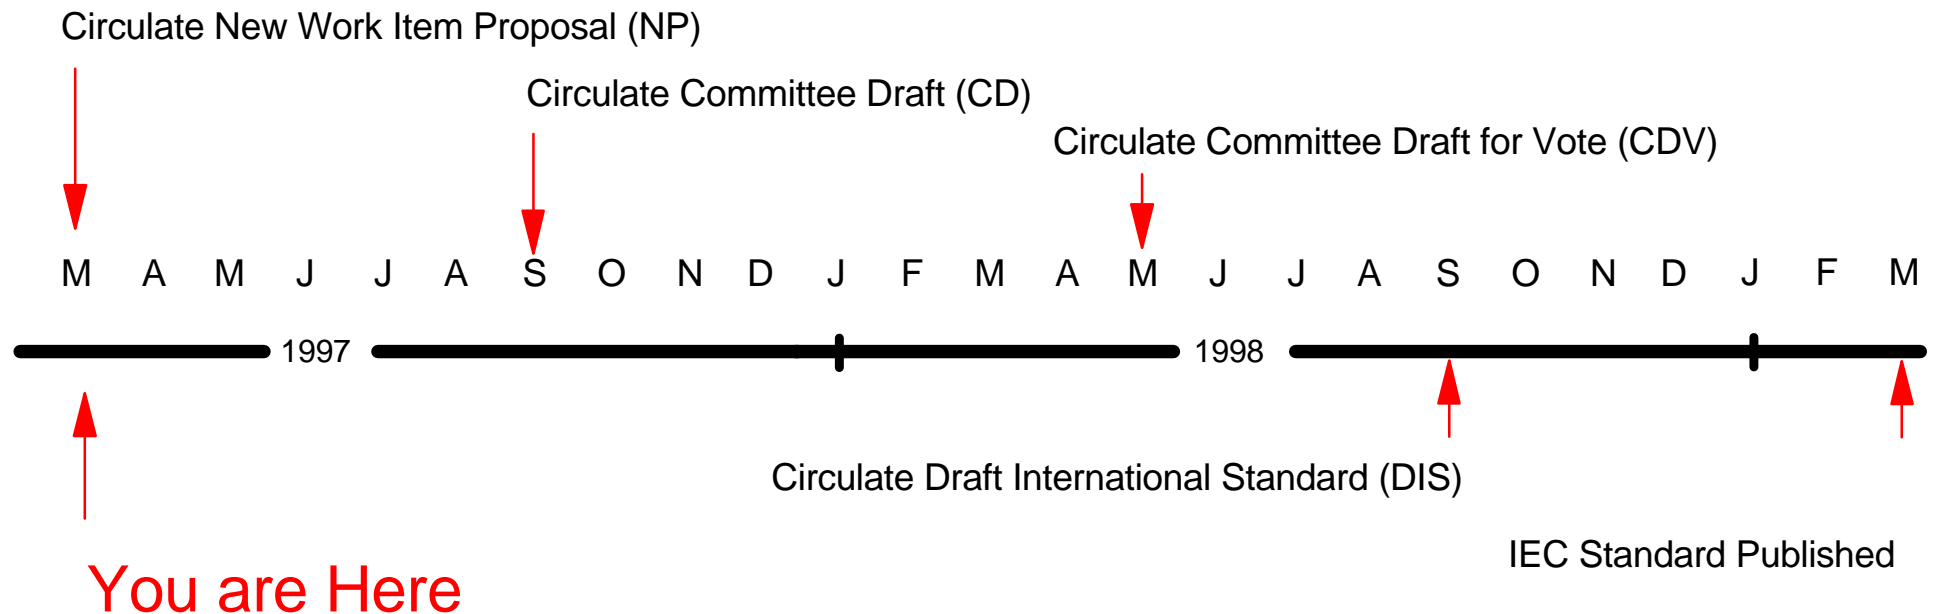 Circulate New Work Item Proposal (NP)
Circulate Committee Draft (CD)
Circulate Committee Draft for Vote (CDV)
M A M J J A S O N D J F M A M J J A S O N D J F M
1997 1998
Circulate Draft International Standard (DIS)
IEC Standard Published
You are Here